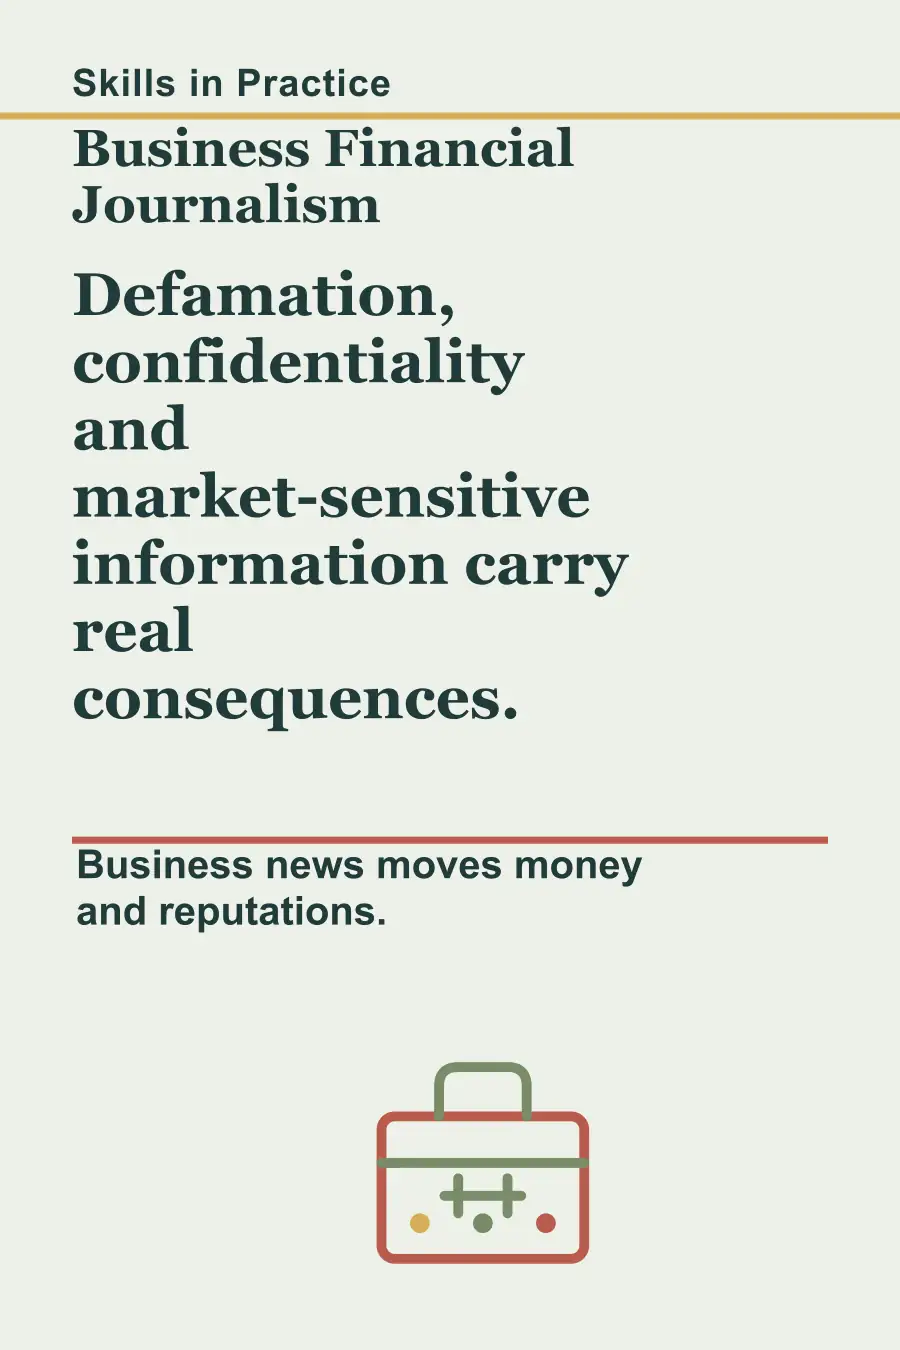 Skills in Practice
Business Financial
Journalism
Defamation,
confidentiality
and
market-sensitive
information carry
real
consequences.
Business news moves money
and reputations.